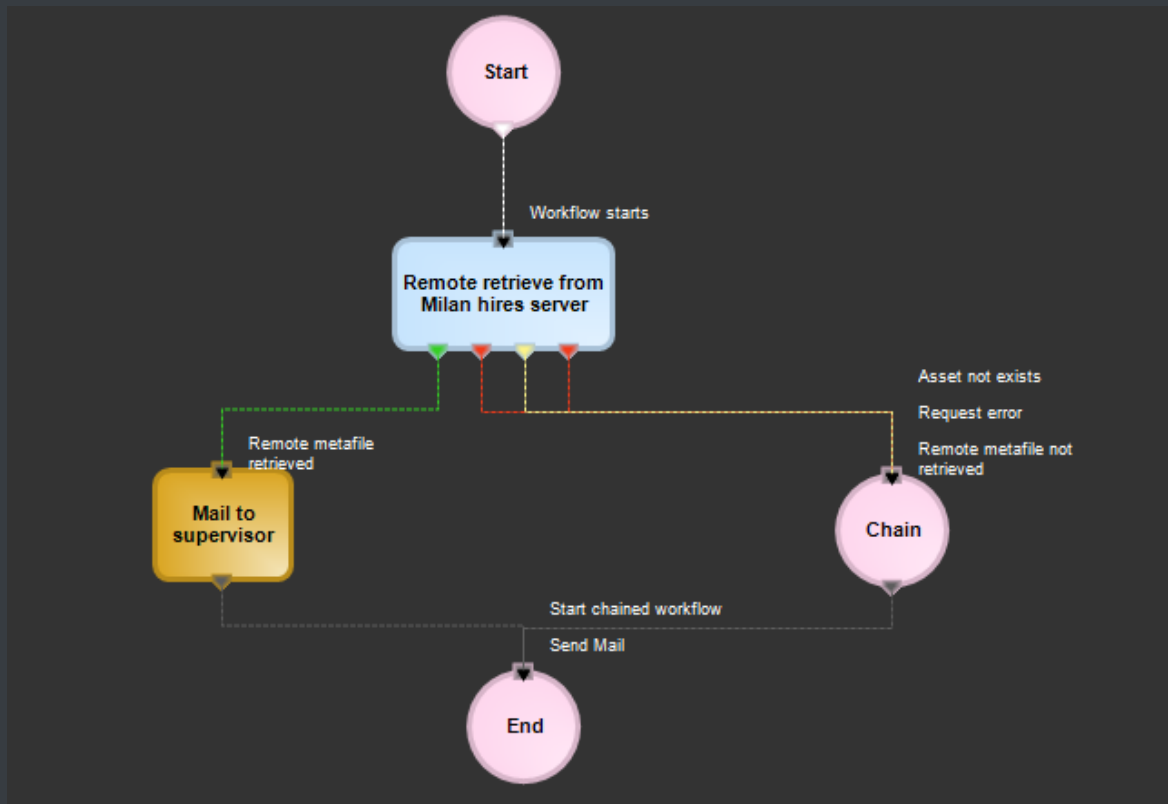 Start
Workflow starts
Remote retrieve from
Milan hires server
Asset not exists
Request error
Remote metafile not
retrieved
Remote metafile
retrieved
Mail to
supervisor
Chain
Start chained workflow
Send Mail
End